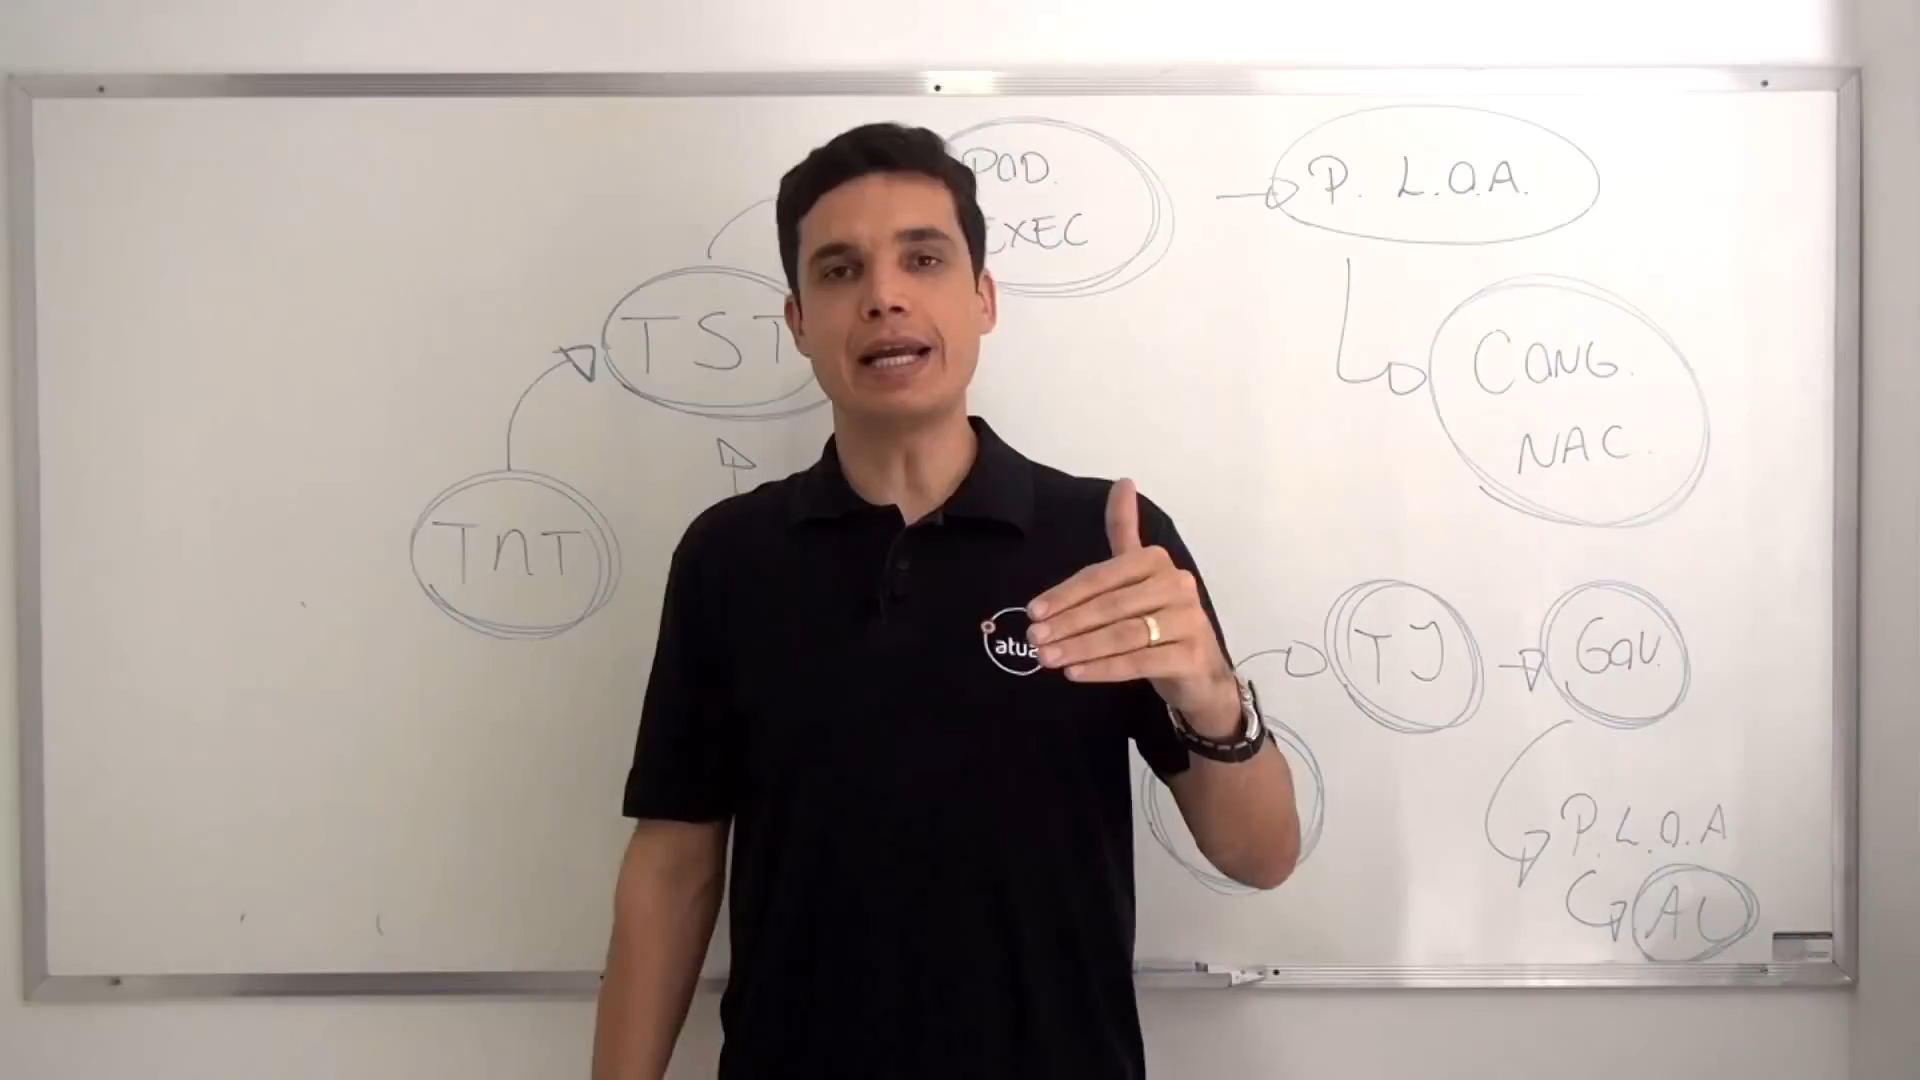 POD.
EXEC
P. L.O.A.
TST
CONG.
NAC.
TRT
TJ
GOV.
P.L.O.A
AL
atua